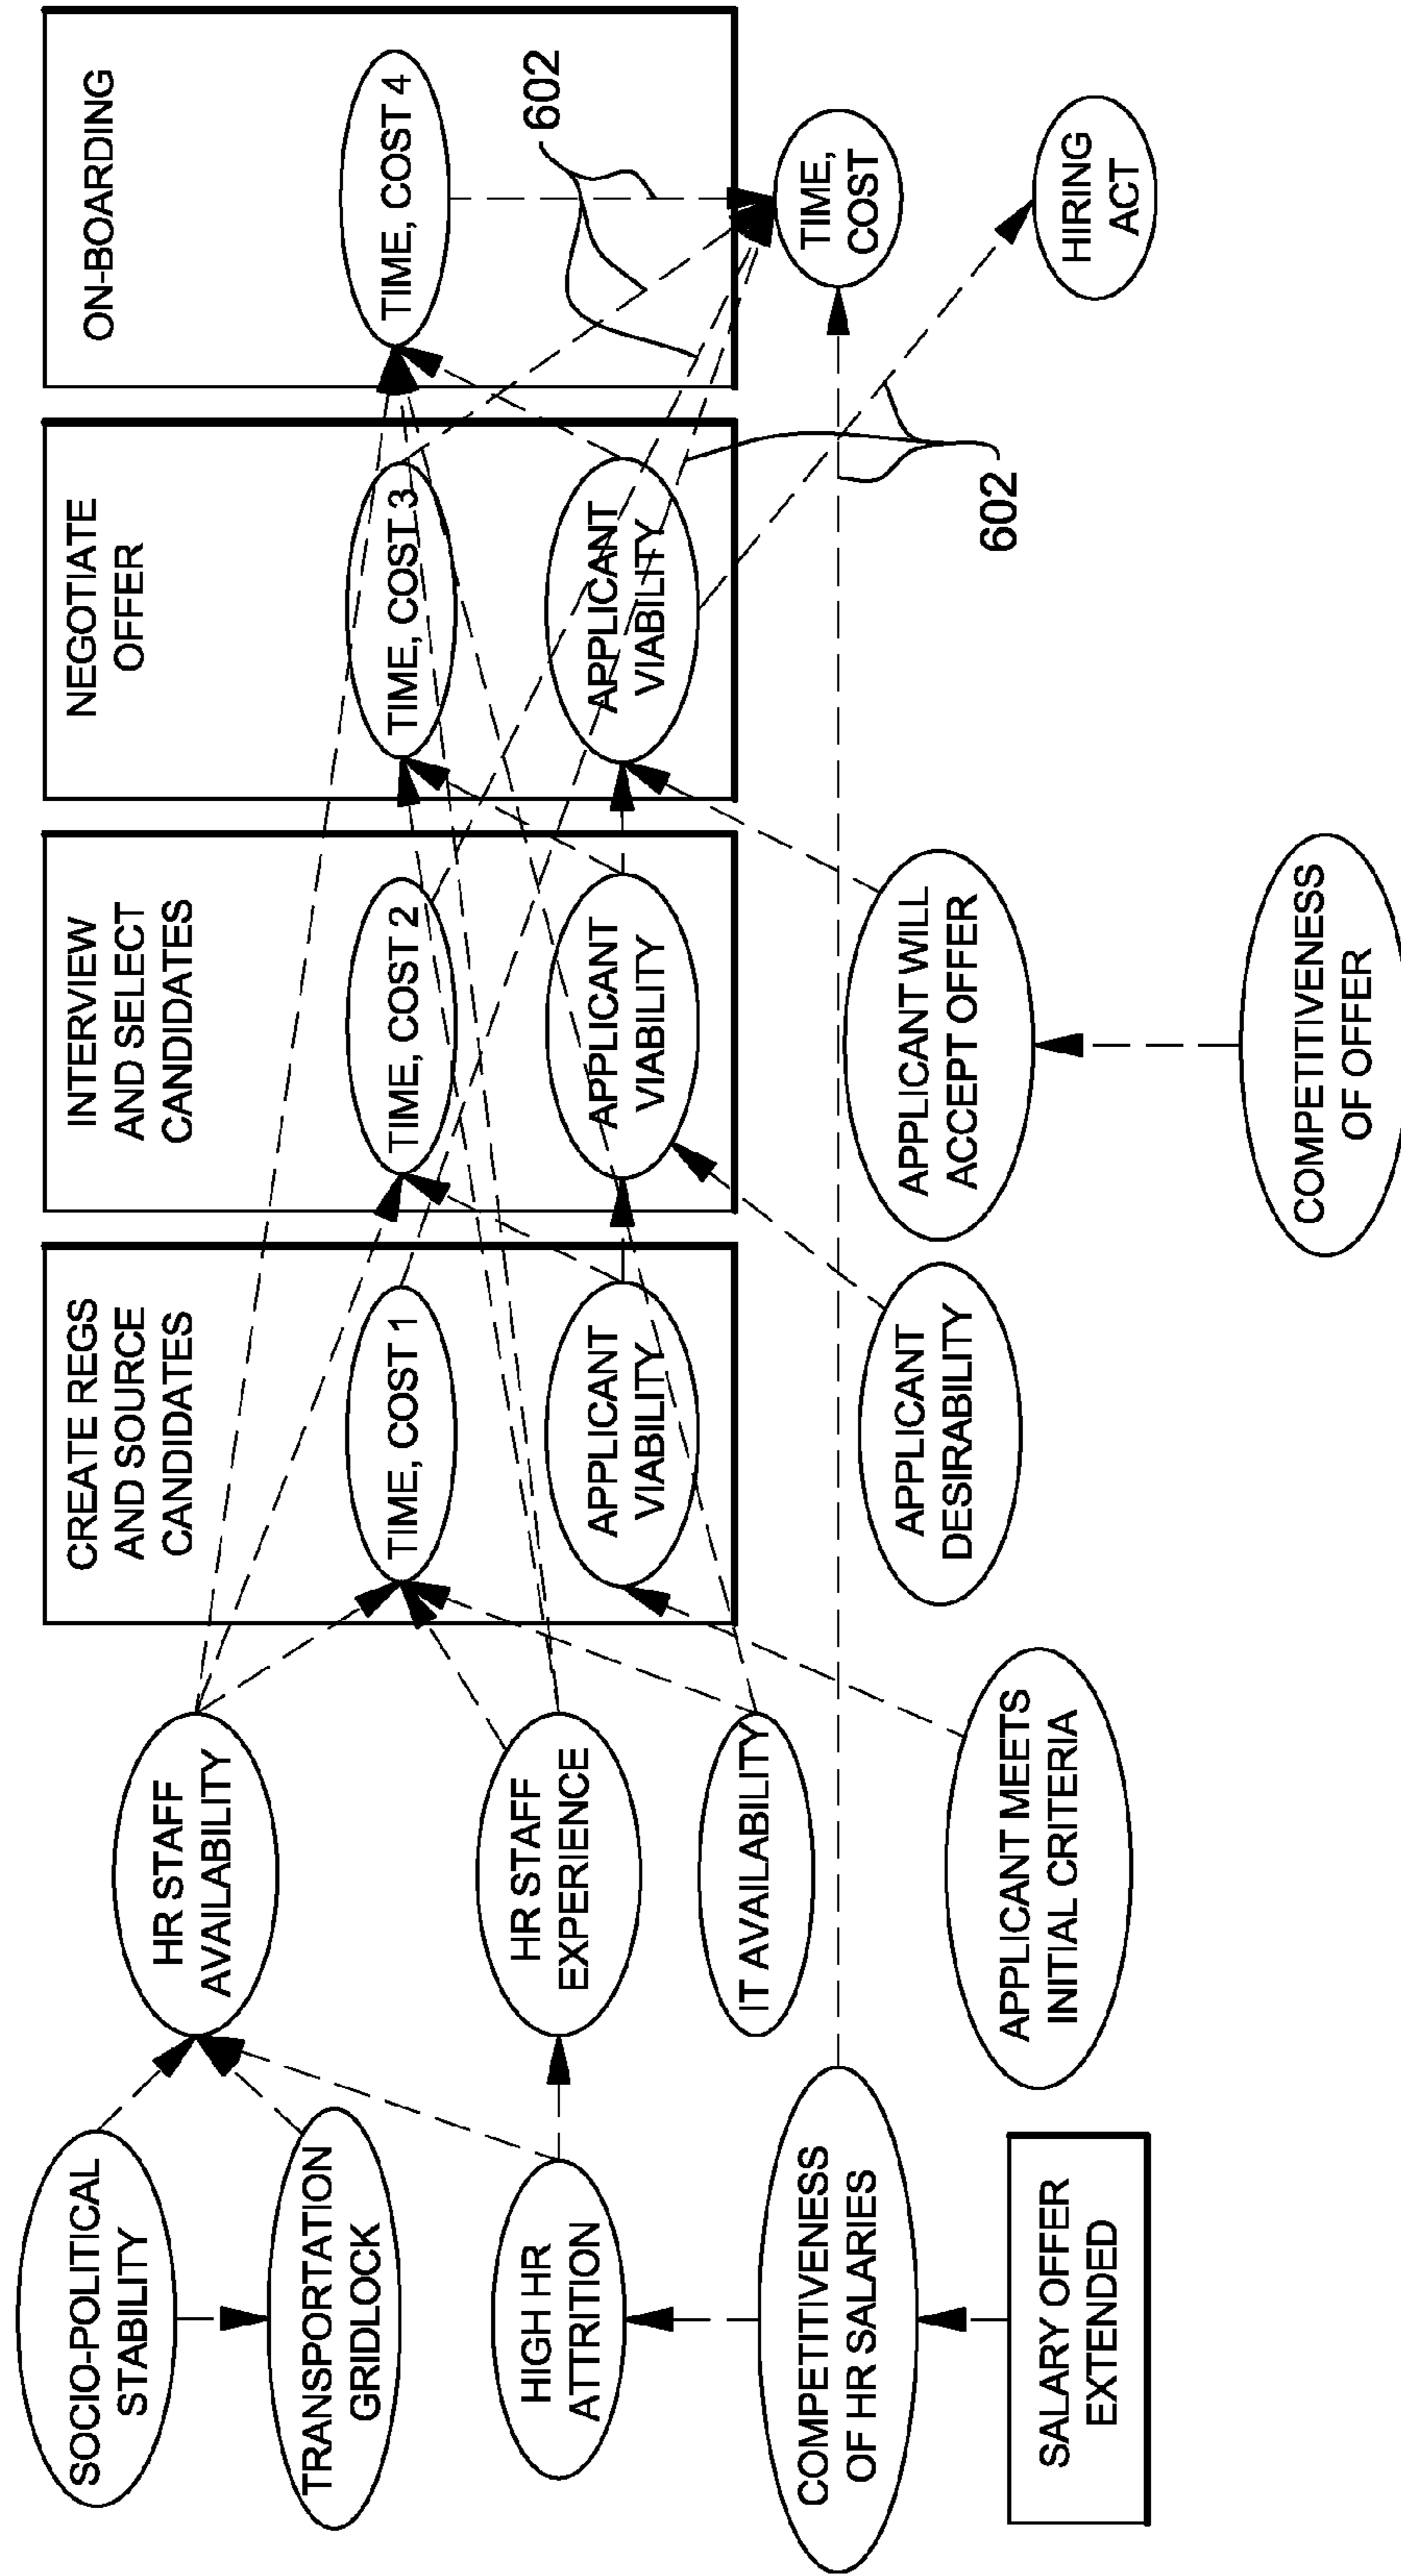 SOCIO-POLITICAL
STABILITY
TRANSPORTATION
GRIDLOCK
HIGH HR
ATTRITION
COMPETITIVENESS
OF HR SALARIES
SALARY OFFER
EXTENDED
HR STAFF
AVAILABILITY
HR STAFF
EXPERIENCE
IT AVAILABILITY
APPLICANT MEETS
INITIAL CRITERIA
CREATE REGS
AND SOURCE
CANDIDATES
TIME, COST 1
APPLICANT
VIABILITY
APPLICANT
DESIRABILITY
INTERVIEW
AND SELECT
CANDIDATES
TIME, COST 2
APPLICANT
VIABILITY
APPLICANT WILL
ACCEPT OFFER
COMPETITIVENESS
OF OFFER
NEGOTIATE
OFFER
TIME, COST 3
APPLICANT
VIABILITY
602
ON-BOARDING
TIME, COST 4
602
TIME,
COST
HIRING
ACT